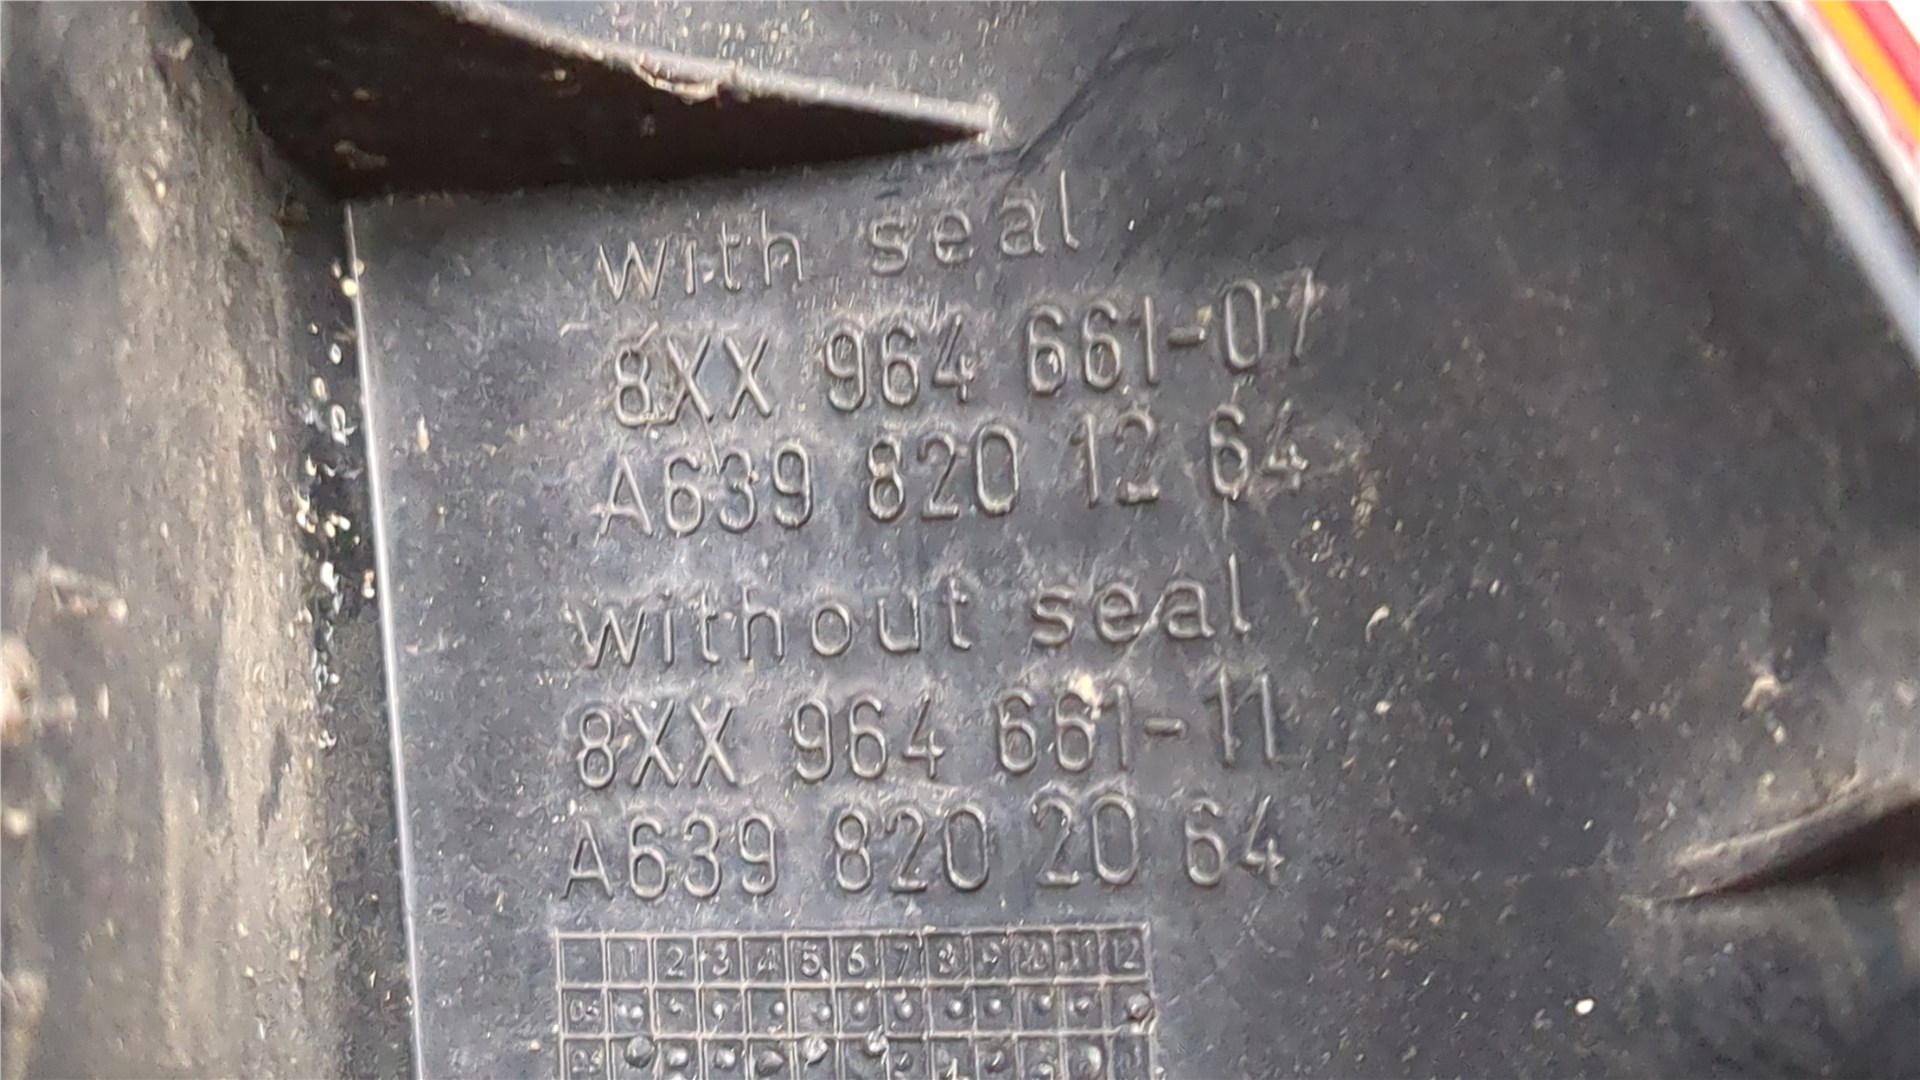 with seal
8XX 964 661-07
A639 820 12 64
without seal
8XX 964 661-11
A639 820 20 64
1 2 3 4 5 6 7 8 9 10 11 12